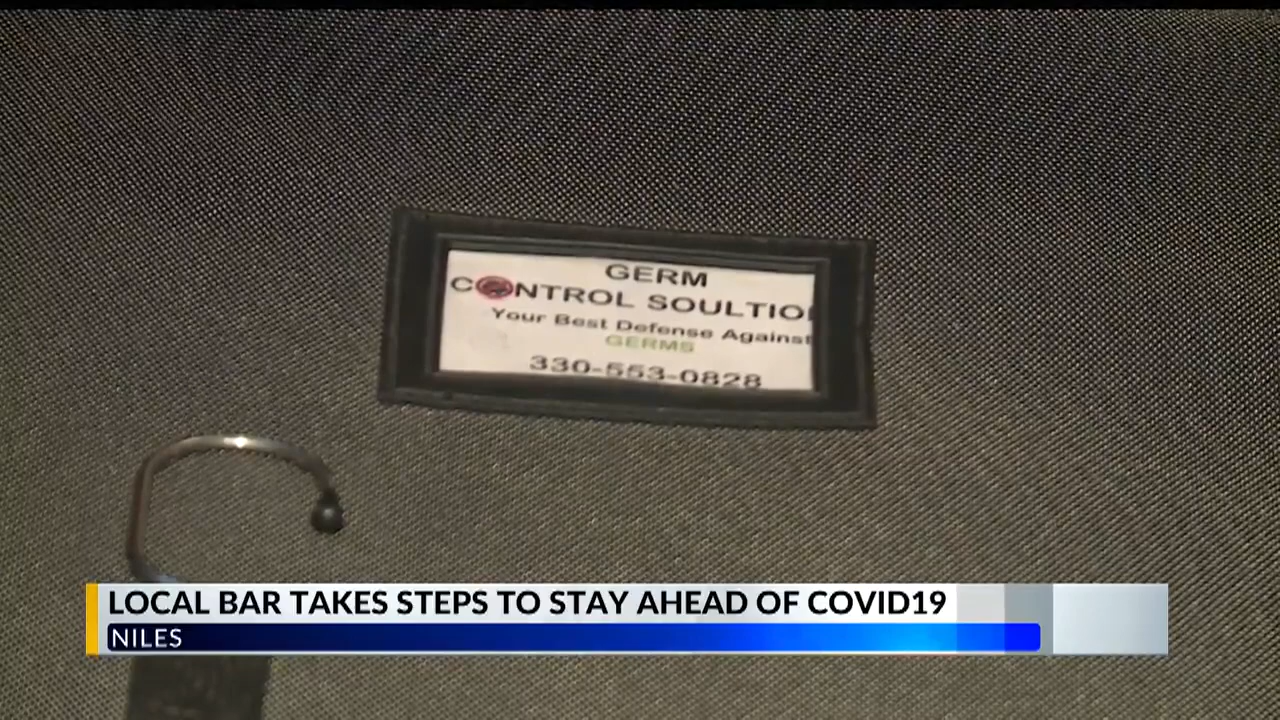 GERM
CONTROL SOULTIO
Your Best Defense Against
GERMS
330-553-0828
LOCAL BAR TAKES STEPS TO STAY AHEAD OF COVID19
NILES